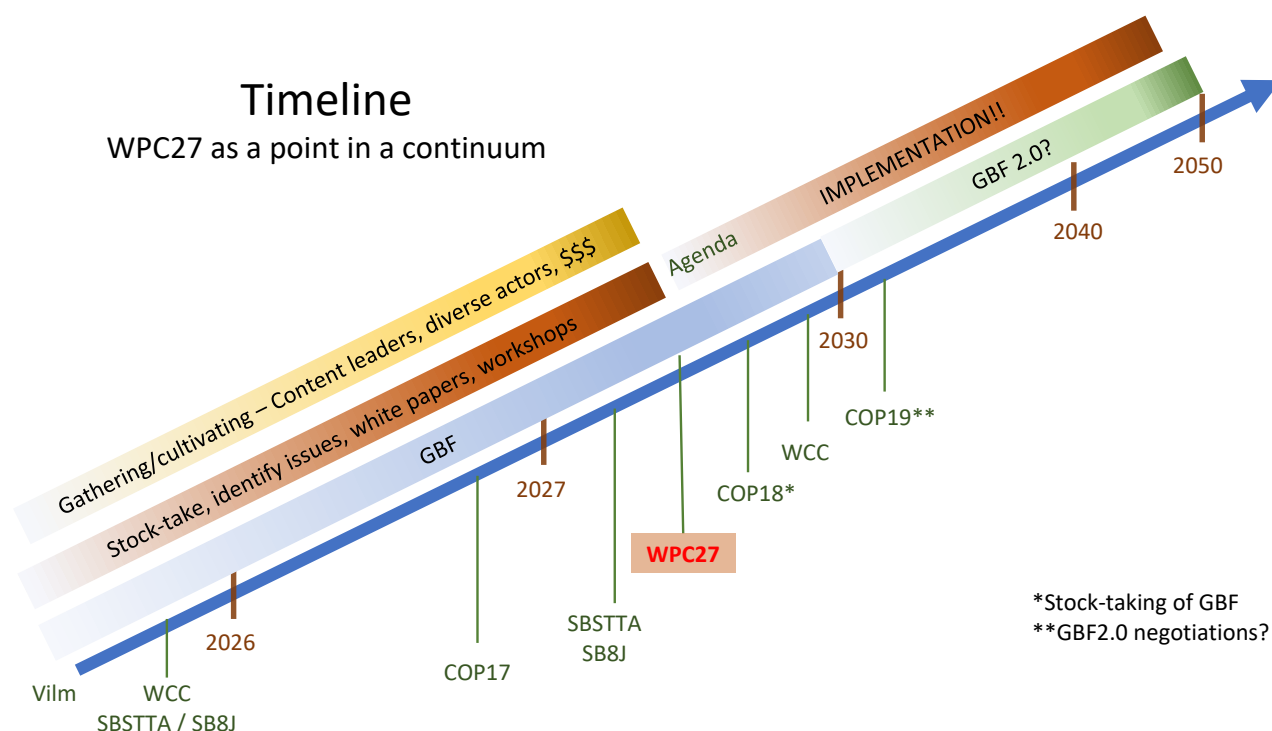 Timeline
WPC27 as a point in a continuum
Gathering/cultivating – Content leaders, diverse actors, $$$
Stock-take, identify issues, white papers, workshops
GBF
Agenda
IMPLEMENTATION!!
GBF 2.0?
2050
2040
2030
2027
2026
COP19**
WCC
COP18*
WPC27
SBSTTA
SB8J
COP17
Vilm
WCC
SBSTTA / SB8J
*Stock-taking of GBF
**GBF2.0 negotiations?